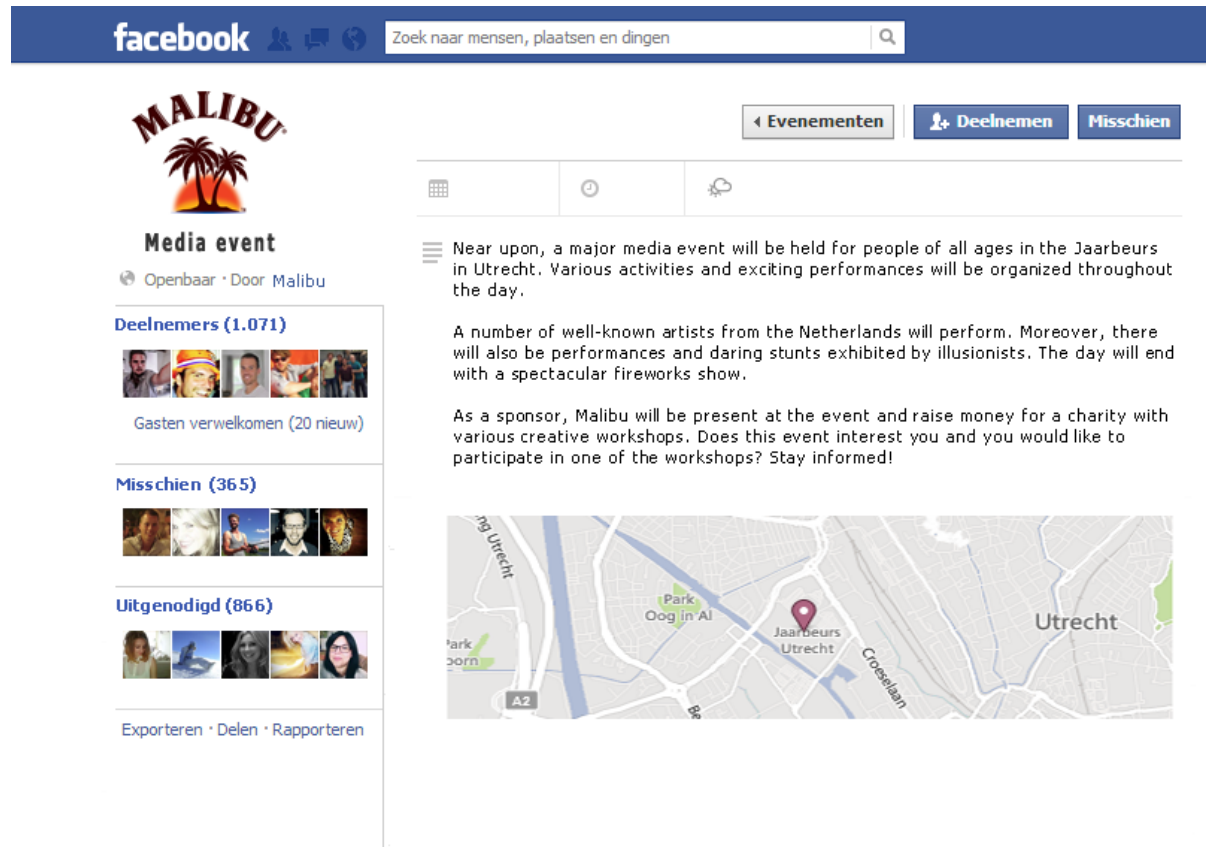 facebook
Zoek naar mensen, plaatsen en dingen
MALIBU
Media event
Openbaar · Door Malibu
Evenementen
Deelnemen
Misschien
Deelnemers (1.071)
Gasten verwelkomen (20 nieuw)
Misschien (365)
Uitgenodigd (866)
Exporteren · Delen · Rapporteren
Near upon, a major media event will be held for people of all ages in the Jaarbeurs
in Utrecht. Various activities and exciting performances will be organized throughout
the day.
A number of well-known artists from the Netherlands will perform. Moreover, there
will also be performances and daring stunts exhibited by illusionists. The day will end
with a spectacular fireworks show.
As a sponsor, Malibu will be present at the event and raise money for a charity with
various creative workshops. Does this event interest you and you would like to
participate in one of the workshops? Stay informed!
ng Utrecht
Park
Oog in Al
Jaarbeurs
Utrecht
Utrecht
Park
oorn
Croeselaan
A2
Be